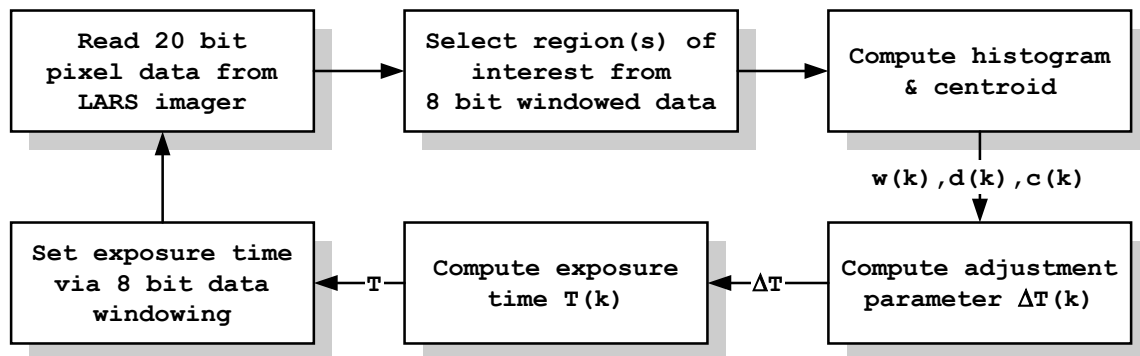 Read 20 bit
pixel data from
LARS imager
Select region(s) of
interest from
8 bit windowed data
Compute histogram
& centroid
w(k),d(k),c(k)
Set exposure time
via 8 bit data
windowing
T
Compute exposure
time T(k)
ΔT
Compute adjustment
parameter ΔT(k)